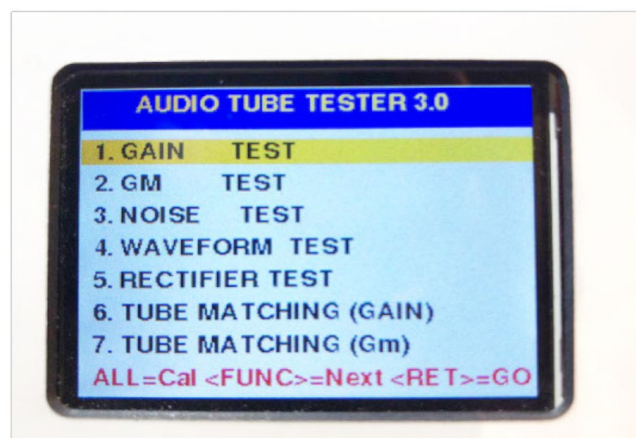 AUDIO TUBE TESTER 3.0
1. GAIN TEST
2. GM TEST
3. NOISE TEST
4. WAVEFORM TEST
5. RECTIFIER TEST
6. TUBE MATCHING (GAIN)
7. TUBE MATCHING (Gm)
ALL=Cal <FUNC>=Next <RET>=GO